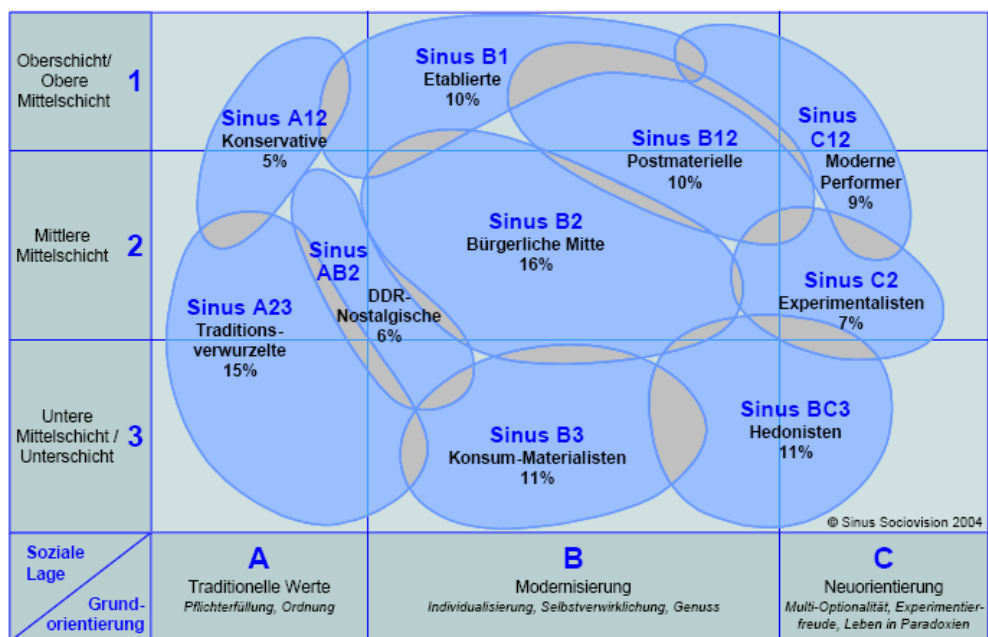 Oberschicht/
Obere
Mittelschicht
1
Sinus B1
Etablierte
10%
Sinus A12
Konservative
5%
Sinus B12
Postmaterielle
10%
Sinus
C12
Moderne
Performer
9%
Mittlere
Mittelschicht
2
Sinus
AB2
DDR-
Nostalgische
6%
Sinus B2
Bürgerliche Mitte
16%
Sinus C2
Experimentalisten
7%
Sinus A23
Traditions-
verwurzelte
15%
Untere
Mittelschicht /
Unterschicht
3
Sinus B3
Konsum-Materialisten
11%
Sinus BC3
Hedonisten
11%
© Sinus Sociovision 2004
Soziale
Lage
Grund-
orientierung
A
Traditionelle Werte
Pflichterfüllung, Ordnung
B
Modernisierung
Individualisierung, Selbstverwirklichung, Genuss
C
Neuorientierung
Multi-Optionalität, Experimentier-
freude, Leben in Paradoxien